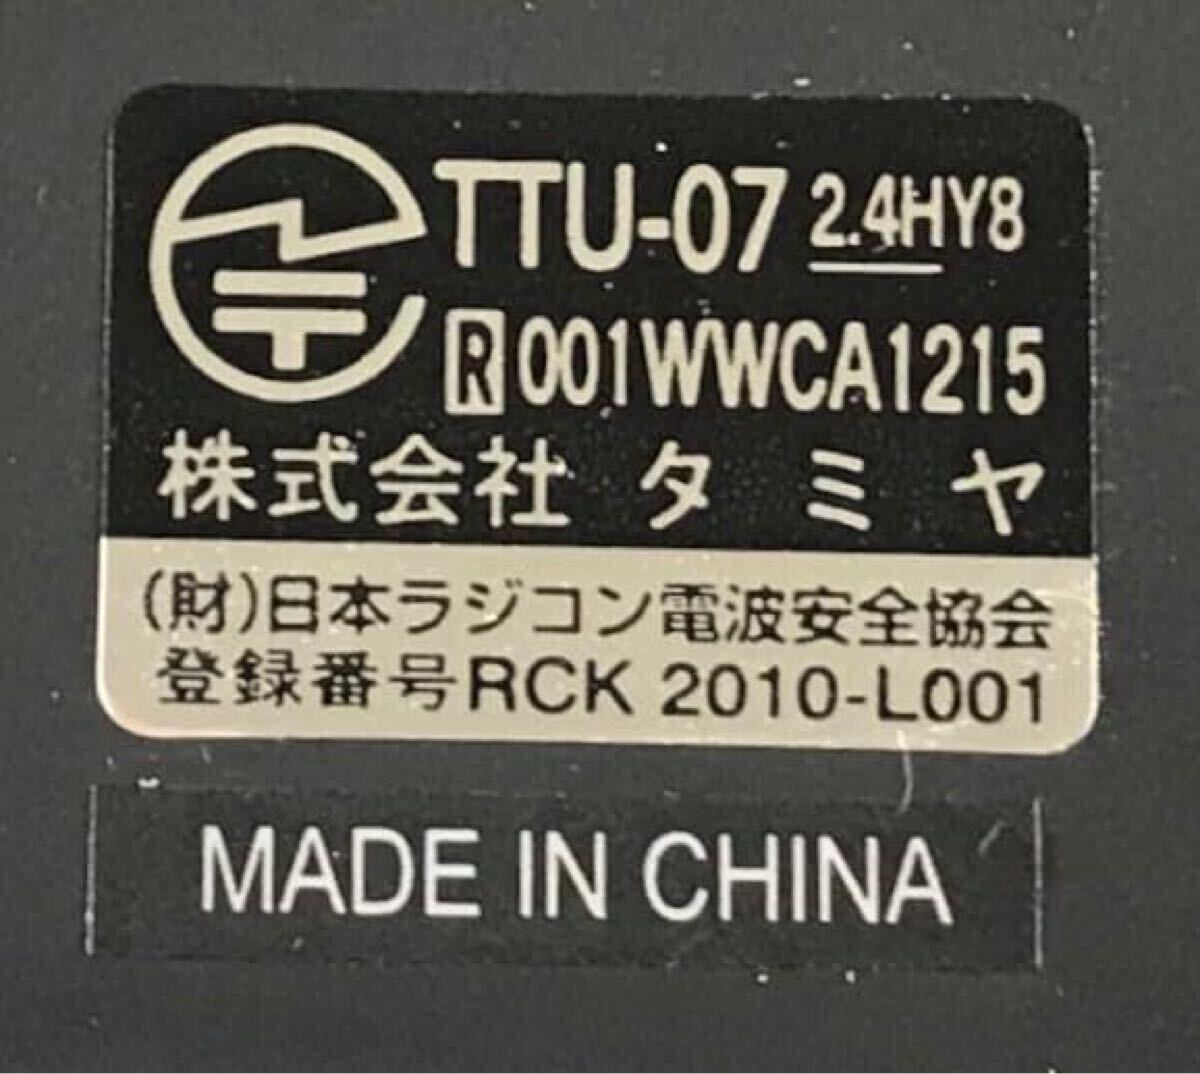 TTU-07 2.4HY8
R 001WWCA1215
株式会社 タミヤ
(財)日本ラジコン電波安全協会
登録番号RCK 2010-L001
MADE IN CHINA